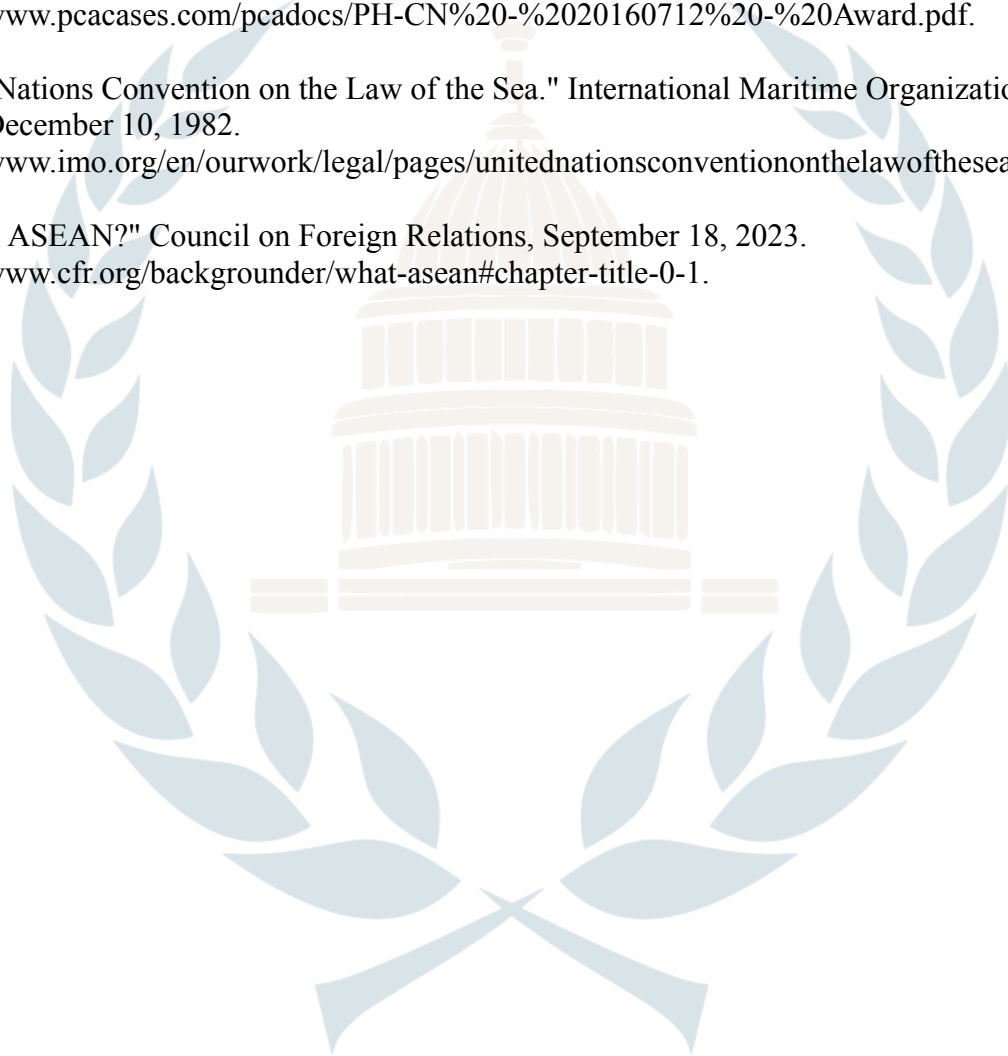 www.pcacases.com/pcadocs/PH-CN%20-%2020160712%20-%20Award.pdf.
Nations Convention on the Law of the Sea." International Maritime Organizatio
December 10, 1982.
www.imo.org/en/ourwork/legal/pages/unitednationsconventiononthelawofthesea
ASEAN?" Council on Foreign Relations, September 18, 2023.
www.cfr.org/backgrounder/what-asean#chapter-title-0-1.